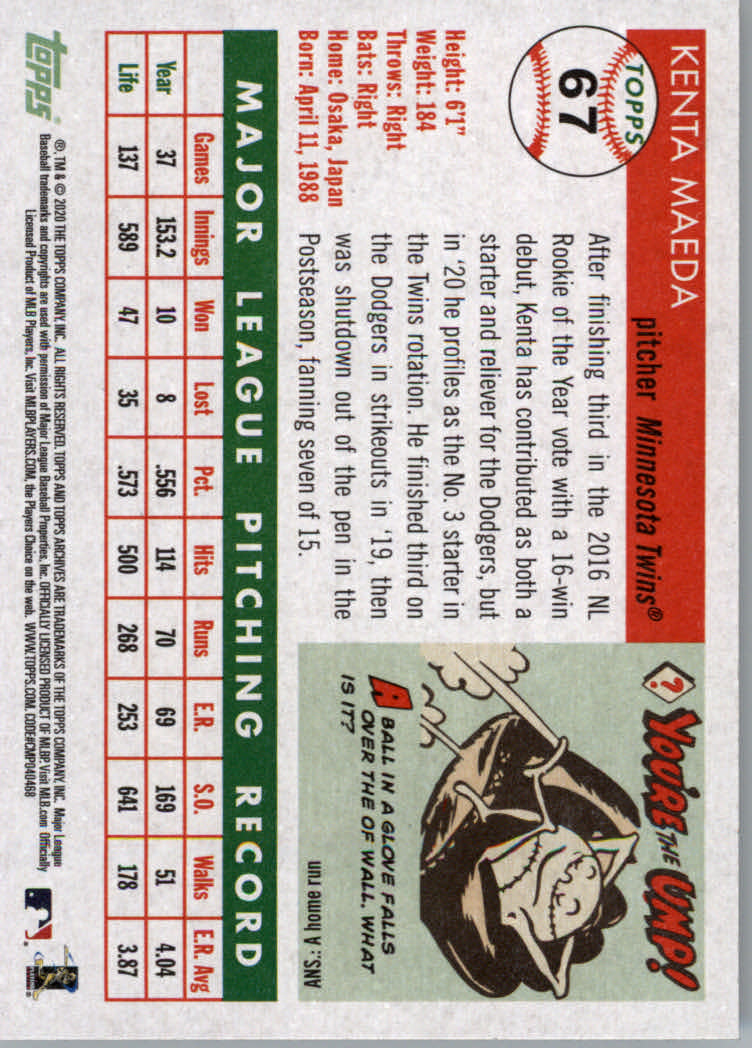 KENTA MAEDA
pitcher Minnesota Twins®
TOPPS
67
Height: 6'1"
Weight: 184
Throws: Right
Bats: Right
Home: Osaka, Japan
Born: April 11, 1988
After finishing third in the 2016 NL
Rookie of the Year vote with a 16-win
debut, Kenta has contributed as both a
starter and reliever for the Dodgers, but
in '20 he profiles as the No. 3 starter in
the Twins rotation. He finished third on
the Dodgers in strikeouts in '19, then
was shutdown out of the pen in the
Postseason, fanning seven of 15.
?
YOU'RE THE UMP!
A BALL IN A GLOVE FALLS
OVER THE OF WALL. WHAT
IS IT?
ANS.: A home run
MAJOR LEAGUE PITCHING RECORD
Games Innings Won Lost Pct. Hits Runs E.R. S.O. Walks E.R. Avg
Year 37 153.2 10 8 .556 114 70 69 169 51 4.04
Life 137 589 47 35 .573 500 268 253 641 178 3.87
topps
®, TM & © 2020 THE TOPPS COMPANY, INC. ALL RIGHTS RESERVED. TOPPS AND TOPPS ARCHIVES ARE TRADEMARKS OF THE TOPPS COMPANY, INC. Major League
Baseball trademarks and copyrights are used with permission of Major League Baseball Properties, Inc. OFFICIALLY LICENSED PRODUCT OF MLBP. Visit MLB.com Officially
Licensed Product of MLB Players, Inc. Visit MLBPLAYERS.COM, the Players Choice on the web. WWW.TOPPS.COM. CODE#CMP040468